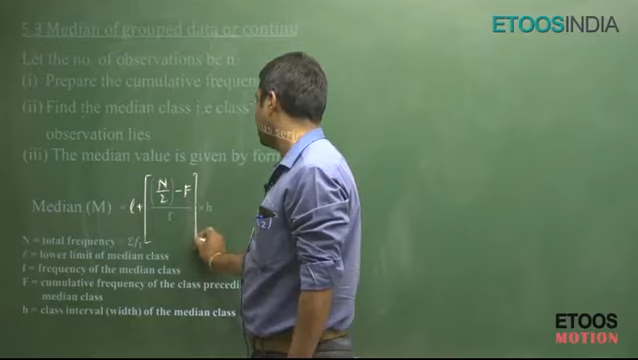 ETOOSINDIA
5.3 Median of grouped data or continu
Let the no. of observations be n.
(i) Prepare the cumulative frequency
(ii) Find the median class i.e class
observation lies
(iii) The median value is given by form
Median (M) = ℓ + [ (N/2) − F / f ] × h
N = total frequency = Σfᵢ
ℓ = lower limit of median class
f = frequency of the median class
F = cumulative frequency of the class precedi
median class
h = class interval (width) of the median class
ETOOS
MOTION